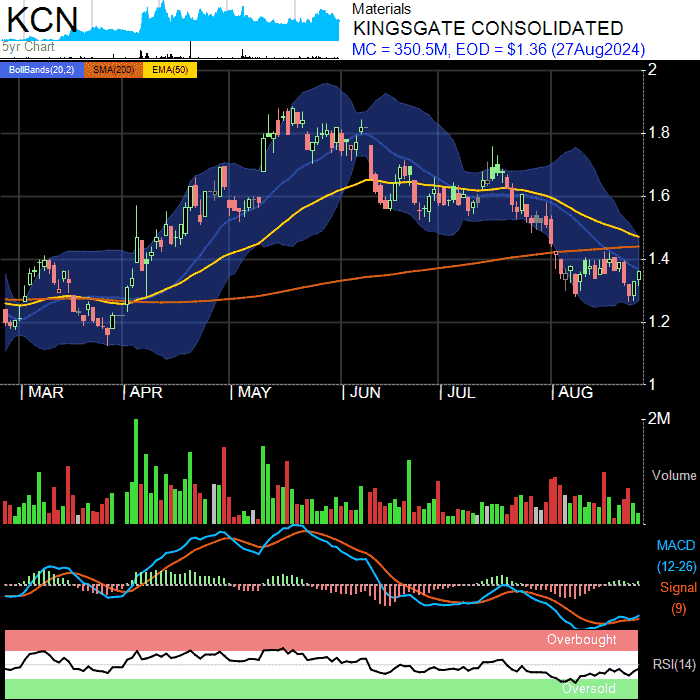 KCN
5yr Chart
Materials
KINGSGATE CONSOLIDATED
MC = 350.5M, EOD = $1.36 (27Aug2024)
BollBands(20,2) SMA(200) EMA(50)
2
1.8
1.6
1.4
1.2
1
MAR APR MAY JUN JUL AUG
2M
Volume
MACD
(12-26)
Signal
(9)
Overbought
RSI(14)
Oversold